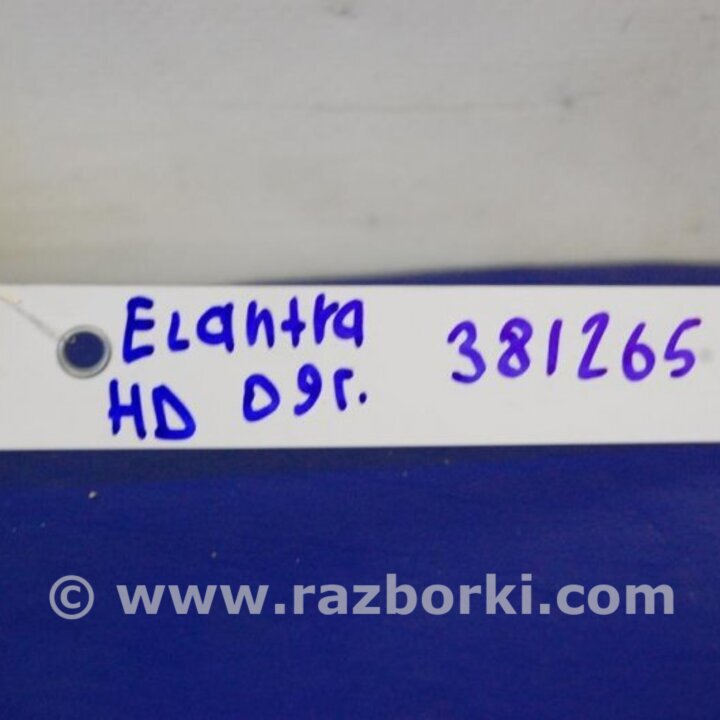 Elantra 381265
HD 09г.
© www.razborki.com